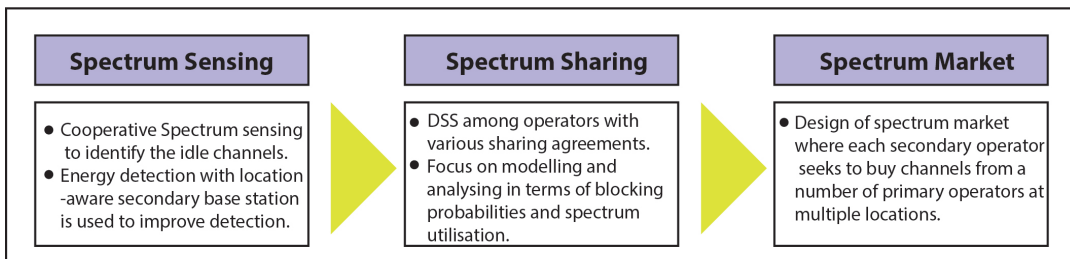 Spectrum Sensing
● Cooperative Spectrum sensing
to identify the idle channels.
● Energy detection with location
-aware secondary base station
is used to improve detection.
Spectrum Sharing
● DSS among operators with
various sharing agreements.
● Focus on modelling and
analysing in terms of blocking
probabilities and spectrum
utilisation.
Spectrum Market
● Design of spectrum market
where each secondary operator
seeks to buy channels from a
number of primary operators at
multiple locations.